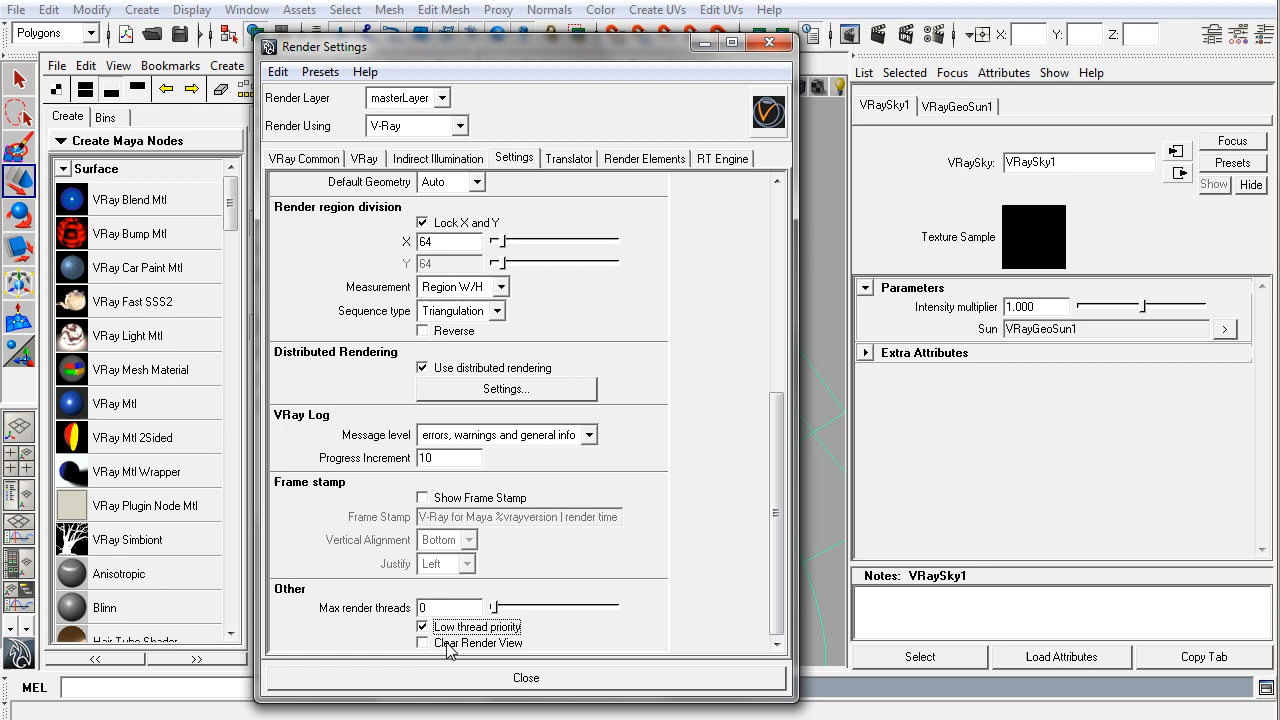 File Edit Modify Create Display Window Assets Select Mesh Edit Mesh Proxy Normals Color Create UVs Edit UVs Help
Polygons
X: Y: Z:
File Edit View Bookmarks Create
Create Bins
Create Maya Nodes
Surface
VRay Blend Mtl
VRay Bump Mtl
VRay Car Paint Mtl
VRay Fast SSS2
VRay Light Mtl
VRay Mesh Material
VRay Mtl
VRay Mtl 2Sided
VRay Mtl Wrapper
VRay Plugin Node Mtl
VRay Simbiont
Anisotropic
Blinn
Hair Tube Shader
<< >>
MEL
Render Settings
Edit Presets Help
Render Layer masterLayer
Render Using V-Ray
VRay Common VRay Indirect Illumination Settings Translator Render Elements RT Engine
Default Geometry Auto
Render region division
Lock X and Y
X 64
Y 64
Measurement Region W/H
Sequence type Triangulation
Reverse
Distributed Rendering
Use distributed rendering
Settings...
VRay Log
Message level errors, warnings and general info
Progress Increment 10
Frame stamp
Show Frame Stamp
Frame Stamp V-Ray for Maya %vrayversion | render time
Vertical Alignment Bottom
Justify Left
Other
Max render threads 0
Low thread priority
Clear Render View
Close
List Selected Focus Attributes Show Help
VRaySky1 VRayGeoSun1
Focus
VRaySky: VRaySky1 Presets
Show Hide
Texture Sample
Parameters
Intensity multiplier 1.000
Sun VRayGeoSun1 >
Extra Attributes
Notes: VRaySky1
Select Load Attributes Copy Tab